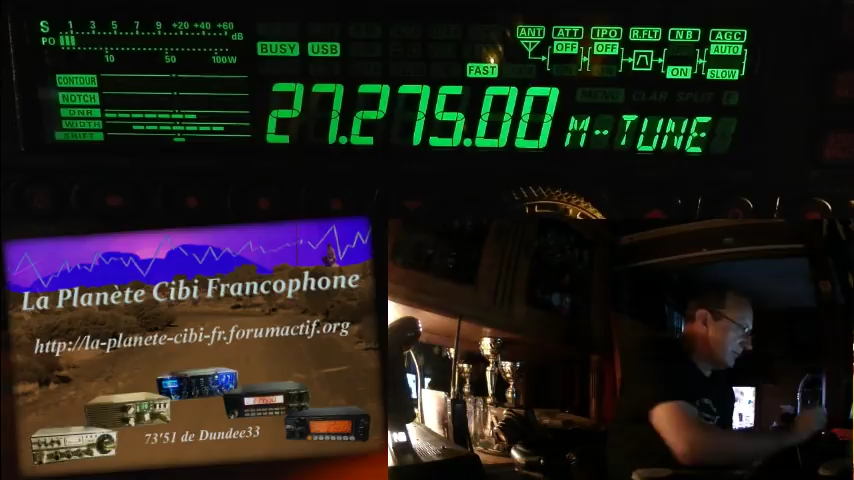 S 1 3 5 7 9 +20 +40 +60 dB
PO 10 50 100W
BUSY USB
FAST
ANT ATT IPO R.FLT NB AGC
OFF OFF AUTO
ON SLOW
CONTOUR
NOTCH
DNR
WIDTH
SHIFT
27.275.00 M-TUNE
MENU CLAR SPLIT
La Planète Cibi Francophone
http://la-planete-cibi-fr.forumactif.org
73'51 de Dundee33